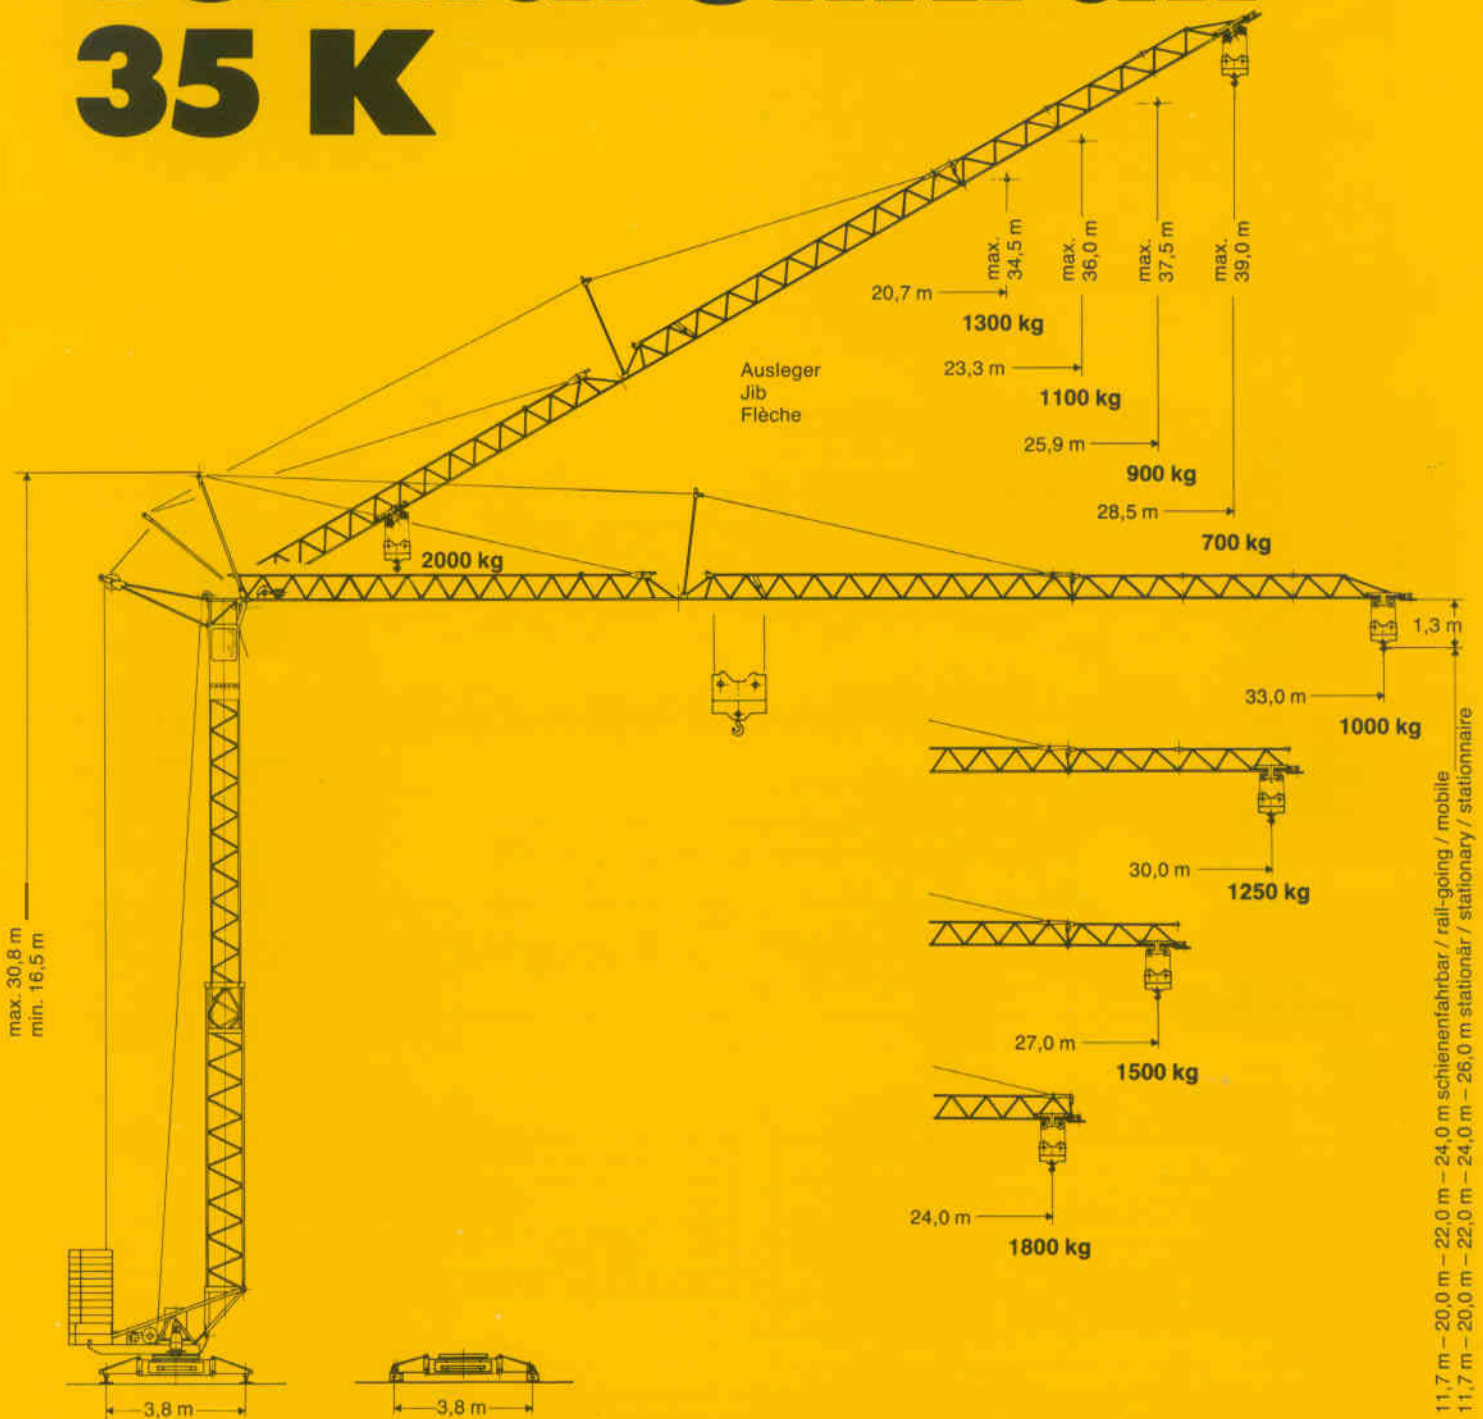 35 K
max.
34,5 m
max.
36,0 m
max.
37,5 m
max.
39,0 m
20,7 m
1300 kg
Ausleger
Jib
Flèche
23,3 m
1100 kg
25,9 m
900 kg
28,5 m
700 kg
2000 kg
1,3 m
33,0 m
1000 kg
30,0 m
1250 kg
27,0 m
1500 kg
24,0 m
1800 kg
max. 30,8 m
min. 16,5 m
3,8 m
3,8 m
11,7 m – 20,0 m – 22,0 m – 24,0 m schienenfahrbar / rail-going / mobile
11,7 m – 20,0 m – 22,0 m – 24,0 m – 26,0 m stationär / stationary / stationnaire